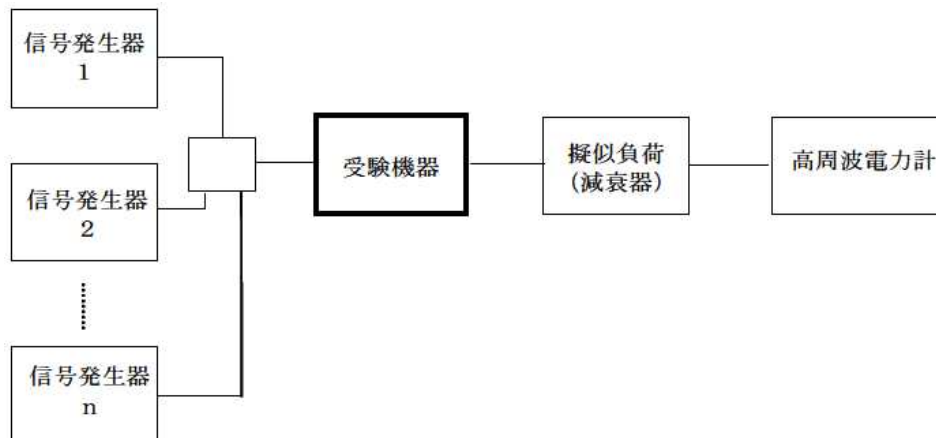 信号発生器
1
信号発生器
2
信号発生器
n
受験機器
擬似負荷
(減衰器)
高周波電力計